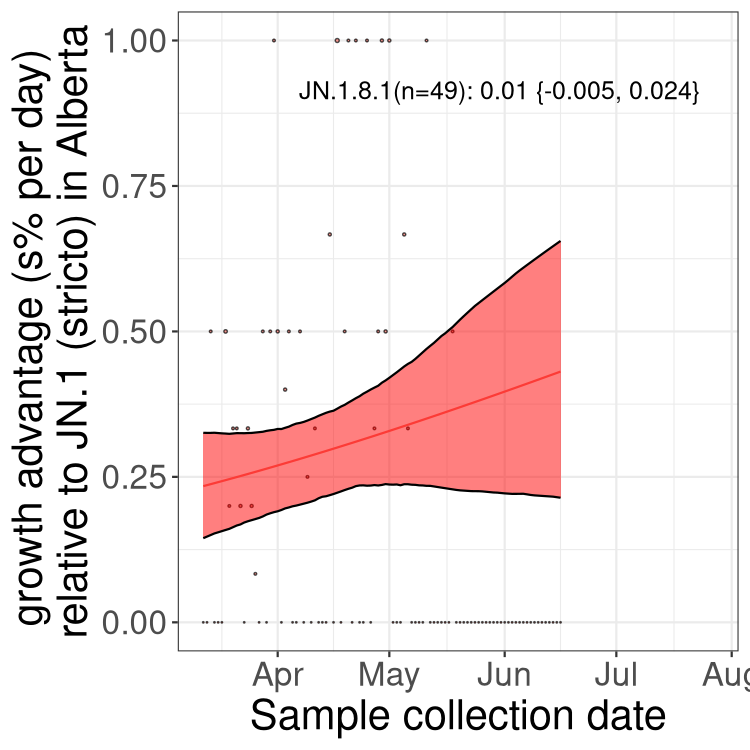 growth advantage (s% per day)
relative to JN.1 (stricto) in Alberta
1.00
JN.1.8.1(n=49): 0.01 {-0.005, 0.024}
0.75
0.50
0.25
0.00
Apr May Jun Jul Aug
Sample collection date